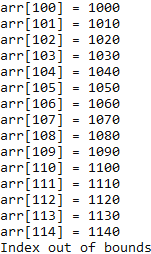 arr[100] = 1000
arr[101] = 1010
arr[102] = 1020
arr[103] = 1030
arr[104] = 1040
arr[105] = 1050
arr[106] = 1060
arr[107] = 1070
arr[108] = 1080
arr[109] = 1090
arr[110] = 1100
arr[111] = 1110
arr[112] = 1120
arr[113] = 1130
arr[114] = 1140
Index out of bounds